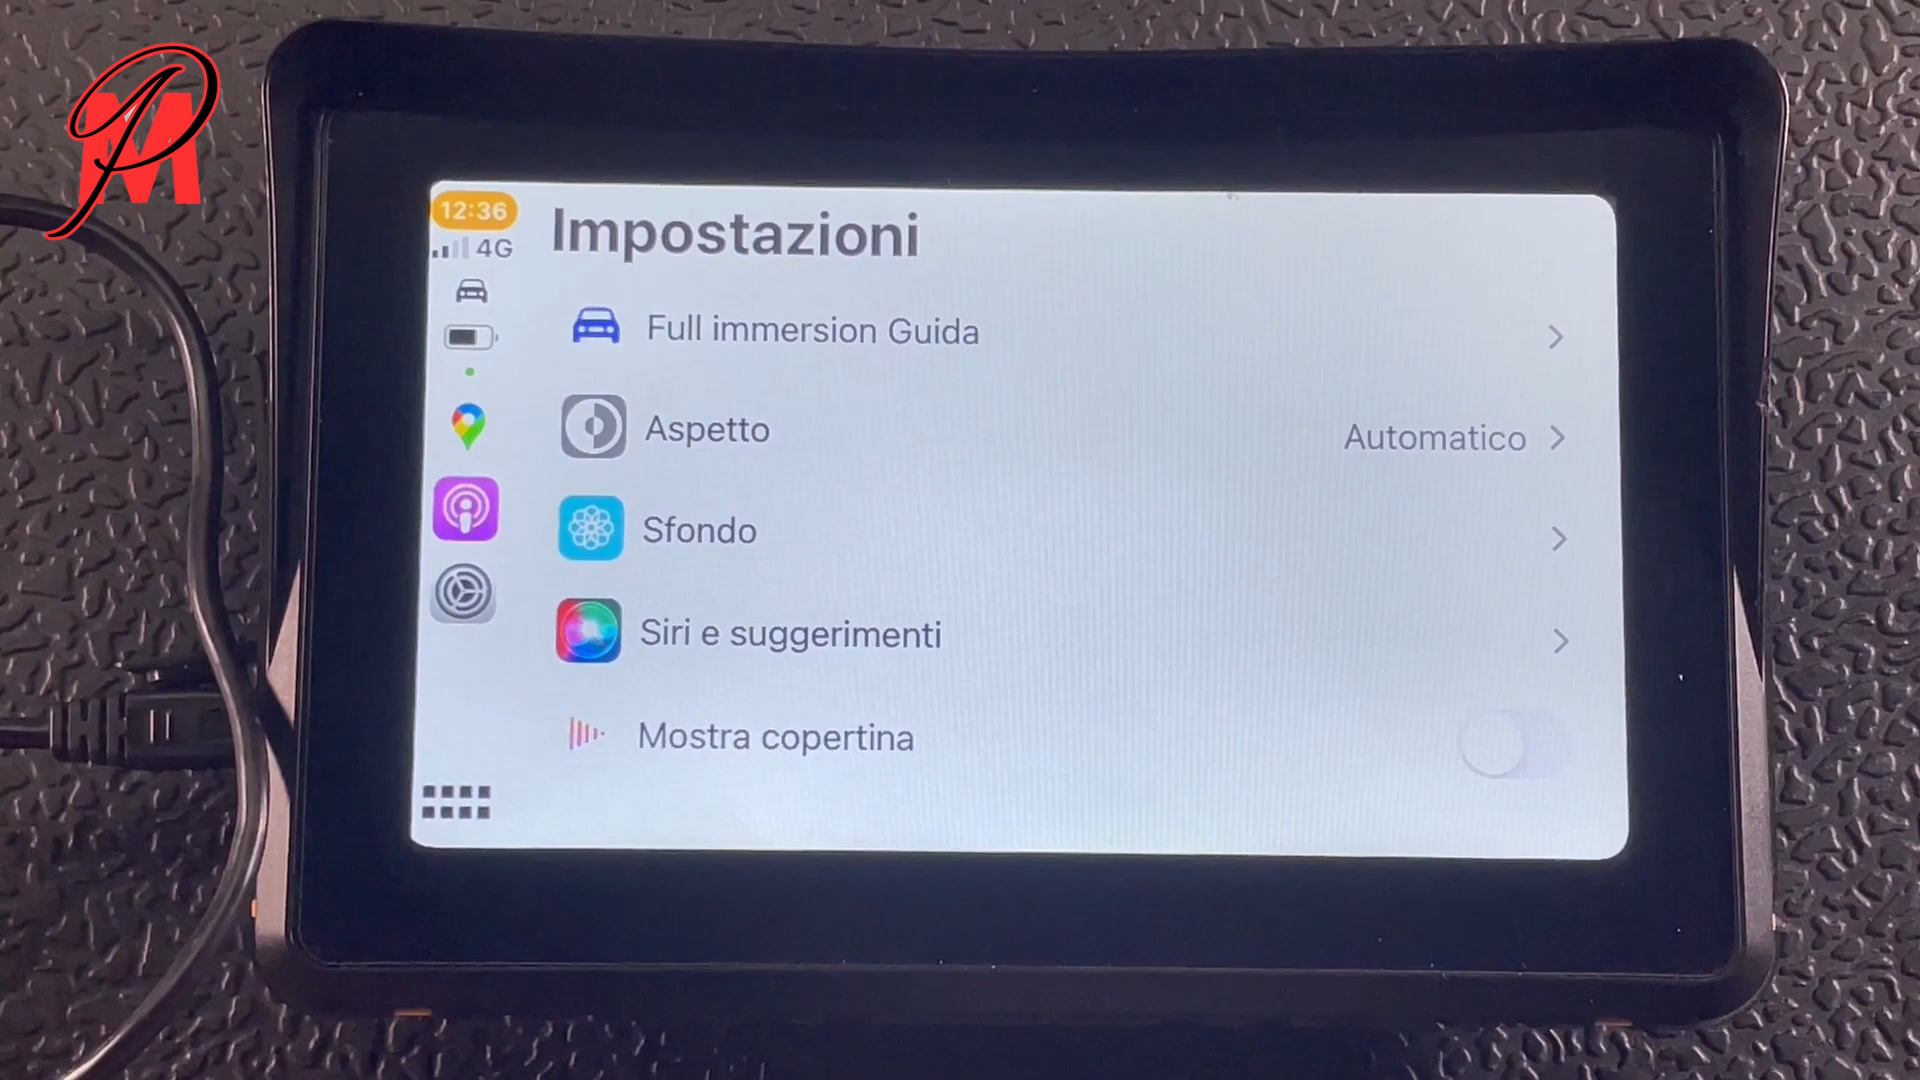 12:36
4G
Impostazioni
Full immersion Guida
Aspetto
Automatico
Sfondo
Siri e suggerimenti
Mostra copertina